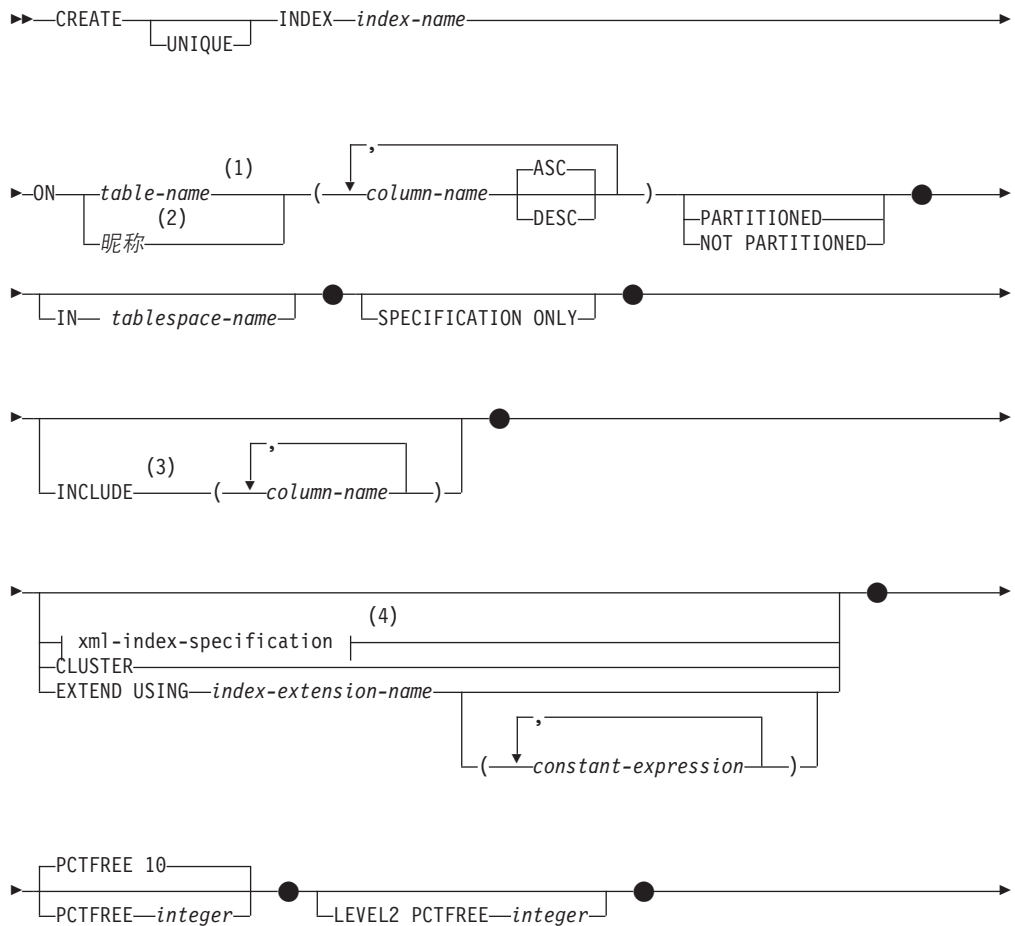 CREATE INDEX index-name
UNIQUE
,
(1) ASC
ON table-name ( column-name )
(2) DESC PARTITIONED
昵称 NOT PARTITIONED
IN tablespace-name SPECIFICATION ONLY
,
(3)
INCLUDE ( column-name )
(4)
xml-index-specification
CLUSTER
EXTEND USING index-extension-name
,
( constant-expression )
PCTFREE 10
PCTFREE integer LEVEL2 PCTFREE integer